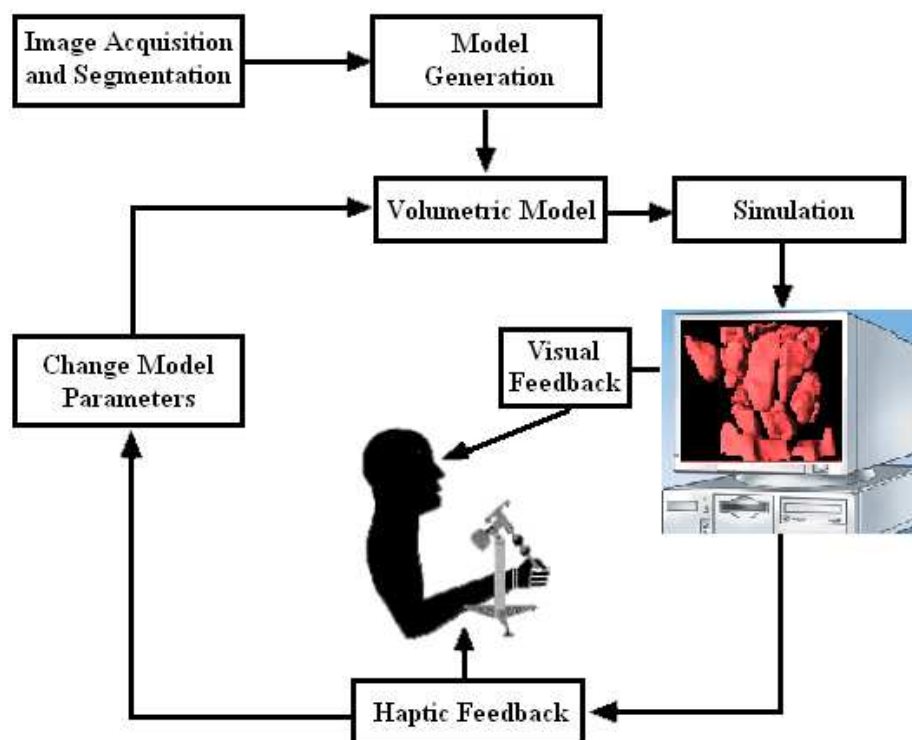 Image Acquisition
and Segmentation
Model
Generation
Volumetric Model
Simulation
Visual
Feedback
Change Model
Parameters
Haptic Feedback